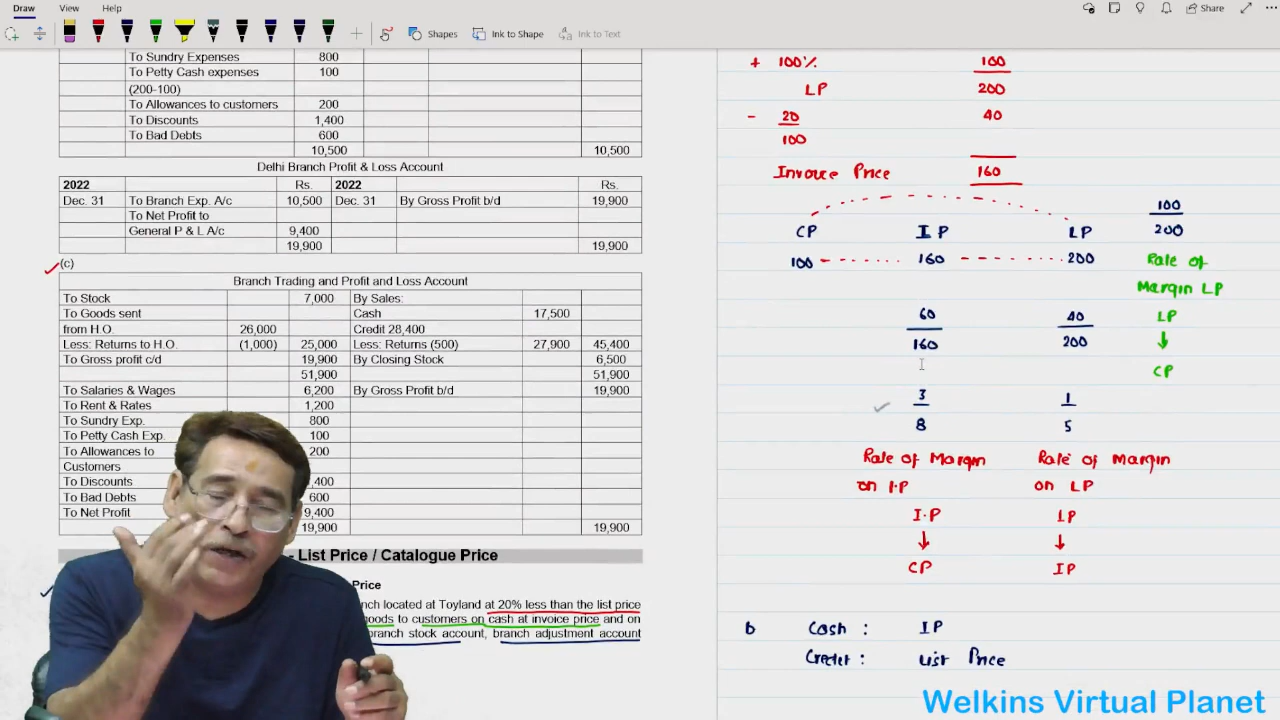 Draw View Help
Share
Shapes Ink to Shape Ink to Text
To Sundry Expenses 800
To Petty Cash expenses 100
(200-100)
To Allowances to customers 200
To Discounts 1,400
To Bad Debts 600
10,500 10,500
Delhi Branch Profit & Loss Account
2022 Rs. 2022 Rs.
Dec. 31 To Branch Exp. A/c 10,500 Dec. 31 By Gross Profit b/d 19,900
To Net Profit to
General P & L A/c 9,400
19,900 19,900
(c)
Branch Trading and Profit and Loss Account
To Stock 7,000 By Sales:
To Goods sent Cash 17,500
from H.O. 26,000 Credit 28,400
Less: Returns to H.O. (1,000) 25,000 Less: Returns (500) 27,900 45,400
To Gross profit c/d 19,900 By Closing Stock 6,500
51,900 51,900
To Salaries & Wages 6,200 By Gross Profit b/d 19,900
To Rent & Rates 1,200
To Sundry Exp. 800
To Petty Cash Exp. 100
To Allowances to 200
Customers
To Discounts ,400
To Bad Debts 600
To Net Profit 9,400
19,900 19,900
- List Price / Catalogue Price
Price
nch located at Toyland at 20% less than the list price
goods to customers on cash at invoice price and on
branch stock account, branch adjustment account
+ 100% 100
LP 200
- 20 40
100
Invoice Price 160
CP IP LP
100 160 200
60 40
160 200
3 1
8 5
Rate of Margin Rate of Margin
on I.P on LP
I.P LP
↓ ↓
CP IP
100
200
Rate of
Margin LP
LP
↓
CP
b Cash : IP
Credit : List Price
Welkins Virtual Planet